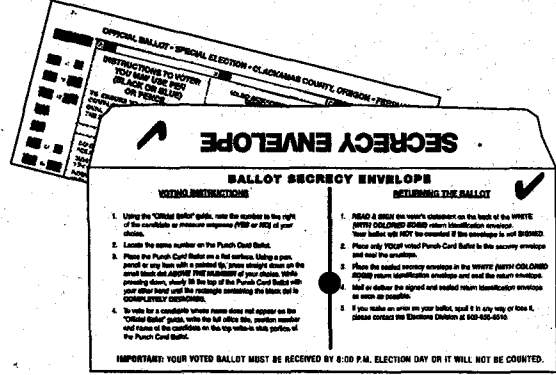 OFFICIAL BALLOT • SPECIAL ELECTION • CLACKAMAS COUNTY, OREGON •
INSTRUCTIONS TO VOTER
YOU MAY USE PEN
(BLACK OR BLUE)
OR PENCIL
SECRECY ENVELOPE
BALLOT SECRECY ENVELOPE
VOTING INSTRUCTIONS
1. Using the "Official Ballot" guide, note the number to the right
of the candidate or measure response (YES or NO) of your
choice.
2. Locate the same number on the Punch Card Ballot.
3. Place the Punch Card Ballot on a flat surface. Using a pen,
pencil or any item with a pointed tip, press straight down on the
small black dot ABOVE THE NUMBER of your choice. While
pressing down, slowly lift the top of the Punch Card Ballot with
your other hand until the rectangle containing the black dot is
COMPLETELY DETACHED.
4. To vote for a candidate whose name does not appear on the
"Official Ballot" guide, write the full office title, position number
and name of the candidate on the top write-in stub portion of
the Punch Card Ballot.
RETURNING THE BALLOT
1. READ & SIGN the voter's statement on the back of the WHITE
(WITH COLORED EDGE) return identification envelope.
Your ballot will NOT be counted if the envelope is not SIGNED.
2. Place only YOUR voted Punch Card Ballot in this secrecy envelope
and seal the envelope.
3. Place the sealed secrecy envelope in the WHITE (WITH COLORED
EDGE) return identification envelope and seal the return envelope.
4. Mail or deliver the signed and sealed return identification envelope
as soon as possible.
5. If you make an error on your ballot, spoil it in any way or lose it,
please contact the Elections Division at
IMPORTANT: YOUR VOTED BALLOT MUST BE RECEIVED BY 8:00 P.M. ELECTION DAY OR IT WILL NOT BE COUNTED.